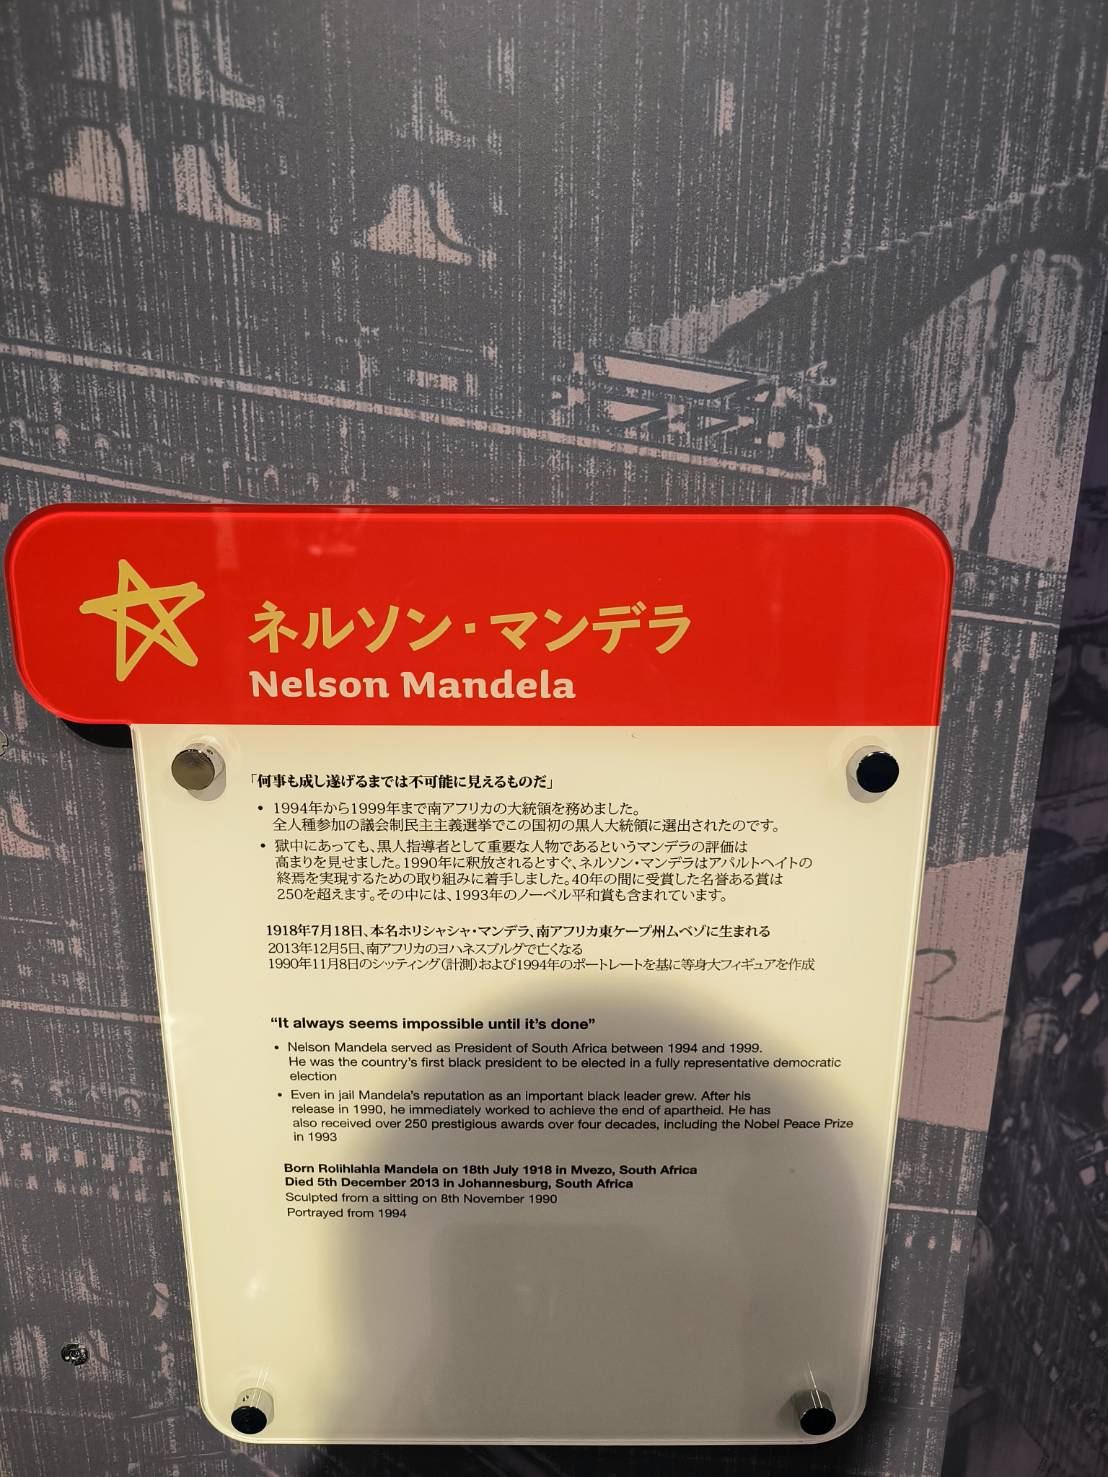 ネルソン・マンデラ
Nelson Mandela
「何事も成し遂げるまでは不可能に見えるものだ」
• 1994年から1999年まで南アフリカの大統領を務めました。
全人種参加の議会制民主主義選挙でこの国初の黒人大統領に選出されたのです。
• 獄中にあっても、黒人指導者として重要な人物であるというマンデラの評価は
高まりを見せました。1990年に釈放されるとすぐ、ネルソン・マンデラはアパルトヘイトの
終焉を実現するための取り組みに着手しました。40年の間に受賞した名誉ある賞は
250を超えます。その中には、1993年のノーベル平和賞も含まれています。
1918年7月18日、本名ホリシャシャ・マンデラ、南アフリカ東ケープ州ムベゾに生まれる
2013年12月5日、南アフリカのヨハネスブルグで亡くなる
1990年11月8日のシッティング(計測)および1994年のポートレートを基に等身大フィギュアを作成
“It always seems impossible until it’s done”
• Nelson Mandela served as President of South Africa between 1994 and 1999.
He was the country’s first black president to be elected in a fully representative democratic
election
• Even in jail Mandela’s reputation as an important black leader grew. After his
release in 1990, he immediately worked to achieve the end of apartheid. He has
also received over 250 prestigious awards over four decades, including the Nobel Peace Prize
in 1993
Born Rolihlahla Mandela on 18th July 1918 in Mvezo, South Africa
Died 5th December 2013 in Johannesburg, South Africa
Sculpted from a sitting on 8th November 1990
Portrayed from 1994